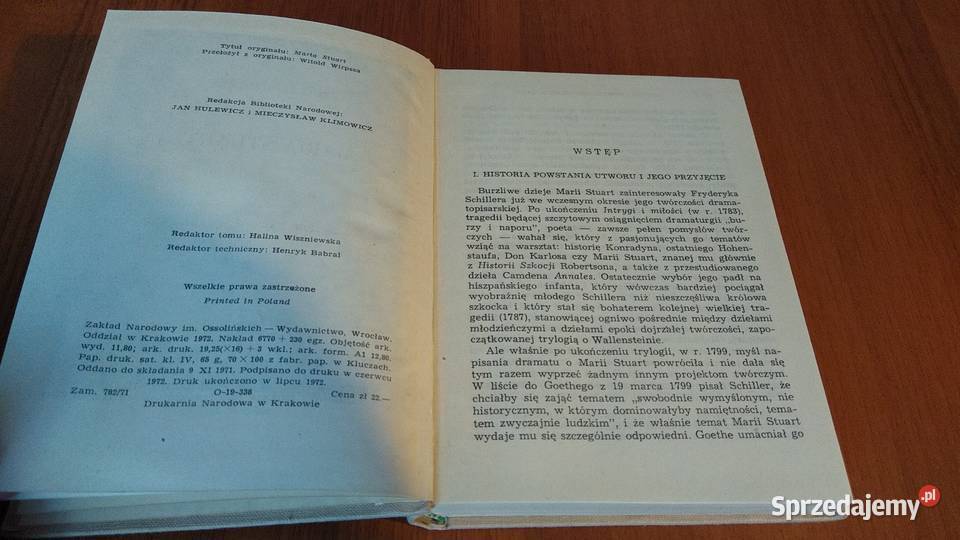 Tytuł oryginału: Maria Stuart
Przełożył z oryginału: Witold Wirpsza
Redakcja Biblioteki Narodowej:
JAN HULEWICZ i MIECZYSŁAW KLIMOWICZ
Redaktor tomu: Halina Wiszniewska
Redaktor techniczny: Henryk Babral
Wszelkie prawa zastrzeżone
Printed in Poland
Zakład Narodowy im. Ossolińskich — Wydawnictwo, Wrocław.
Oddział w Krakowie 1972. Nakład 6770 + 230 egz. Objętość ark.
wyd. 11,80; ark. druk. 19,25(×16) + 3 wkl.; ark. form. A1 12,80.
Pap. druk. sat. kl. IV, 65 g, 70 × 100 z fabr. pap. w Kluczach.
Oddano do składania 9 XI 1971. Podpisano do druku w czerwcu
1972. Druk ukończono w lipcu 1972.
Zam. 782/71 O-19-338 Cena zł 22.—
Drukarnia Narodowa w Krakowie
WSTĘP
I. HISTORIA POWSTANIA UTWORU I JEGO PRZYJĘCIE
Burzliwe dzieje Marii Stuart zainteresowały Fryderyka
Schillera już we wczesnym okresie jego twórczości drama-
topisarskiej. Po ukończeniu Intrygi i miłości (w r. 1783),
tragedii będącej szczytowym osiągnięciem dramaturgii „bu-
rzy i naporu”, poeta — zawsze pełen pomysłów twór-
czych — wahał się, który z pasjonujących go tematów
wziąć na warsztat: historię Konradyna, ostatniego Hohen-
staufa, Don Karlosa czy Marii Stuart, znanej mu głównie
z Historii Szkocji Robertsona, a także z przestudiowanego
dzieła Camdena Annales. Ostatecznie wybór jego padł na
hiszpańskiego infanta, który wówczas bardziej pociągał
wyobraźnię młodego Schillera niż nieszczęśliwa królowa
szkocka i który stał się bohaterem kolejnej wielkiej trage-
dii (1787), stanowiącej ogniwo pośrednie między dziełami
młodzieńczymi a dziełami epoki dojrzałej twórczości, zapo-
czątkowanej trylogią o Wallensteinie.
Ale właśnie po ukończeniu trylogii, w r. 1799, myśl na-
pisania dramatu o Marii Stuart powróciła i nie dała się
tym razem wyprzeć żadnym innym projektom twórczym.
W liście do Goethego z 19 marca 1799 pisał Schiller, że
chciałby się zająć tematem „swobodnie wymyślonym, nie
historycznym, w którym dominowałyby namiętności, tema-
tem zwyczajnie ludzkim”, i że właśnie temat Marii Stuart
wydaje mu się szczególnie odpowiedni. Goethe umacniał go
Sprzedajemy.pl